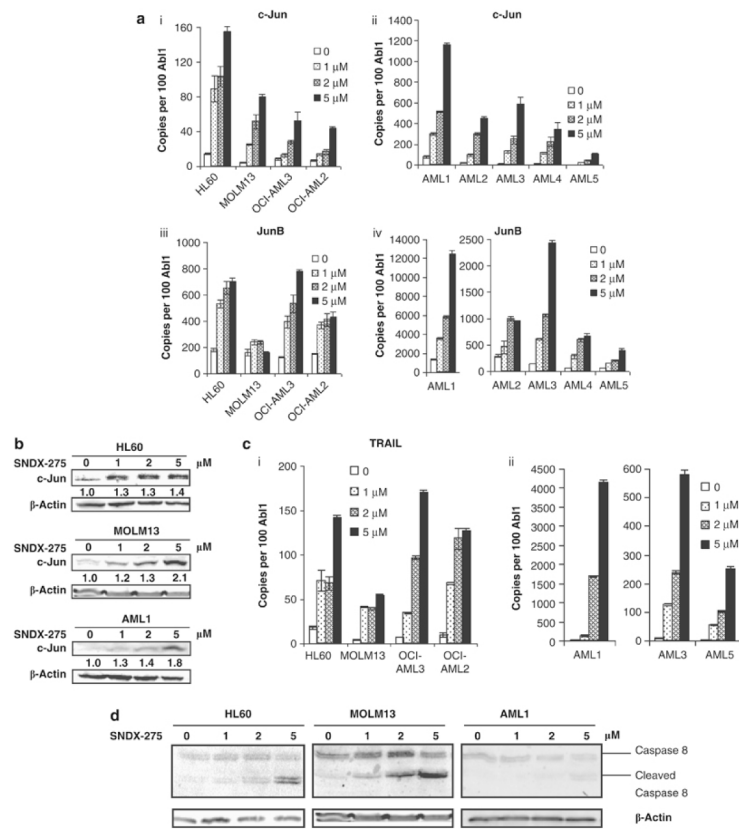 a
i
c-Jun
Copies per 100 Abl1
160
120
80
40
0
0
1 μM
2 μM
5 μM
HL60
MOLM13
OCI-AML3
OCI-AML2
ii
c-Jun
Copies per 100 Abl1
1400
1200
1000
800
600
400
200
0
0
1 μM
2 μM
5 μM
AML1 AML2 AML3 AML4 AML5
iii
JunB
Copies per 100 Abl1
1000
800
600
400
200
0
0
1 μM
2 μM
5 μM
HL60
MOLM13
OCI-AML3
OCI-AML2
iv
JunB
Copies per 100 Abl1
14000
12000
10000
8000
6000
4000
2000
0
AML1
2500
2000
1500
1000
500
0
0
1 μM
2 μM
5 μM
AML2 AML3 AML4 AML5
b
HL60
SNDX-275 0 1 2 5 μM
c-Jun
1.0 1.3 1.3 1.4
β-Actin
MOLM13
SNDX-275 0 1 2 5 μM
c-Jun
1.0 1.2 1.3 2.1
β-Actin
AML1
SNDX-275 0 1 2 5 μM
c-Jun
1.0 1.3 1.4 1.8
β-Actin
c
TRAIL
i
Copies per 100 Abl1
200
150
100
50
0
0
1 μM
2 μM
5 μM
HL60 MOLM13 OCI-AML3 OCI-AML2
ii
Copies per 100 Abl1
4500
4000
3500
3000
2500
2000
1500
1000
500
0
AML1
600
500
400
300
200
100
0
0
1 μM
2 μM
5 μM
AML3 AML5
d
HL60 MOLM13 AML1
SNDX-275 0 1 2 5 0 1 2 5 0 1 2 5 μM
Caspase 8
Cleaved
Caspase 8
β-Actin